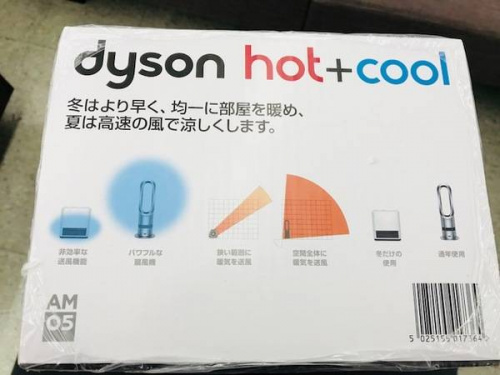 dyson hot+cool
冬はより早く、均一に部屋を暖め、
夏は高速の風で涼しくします。
非効率な
送風機能
パワフルな
扇風機
狭い範囲に
暖気を送風
空間全体に
暖気を送風
冬だけの
使用
通年使用
AM
05